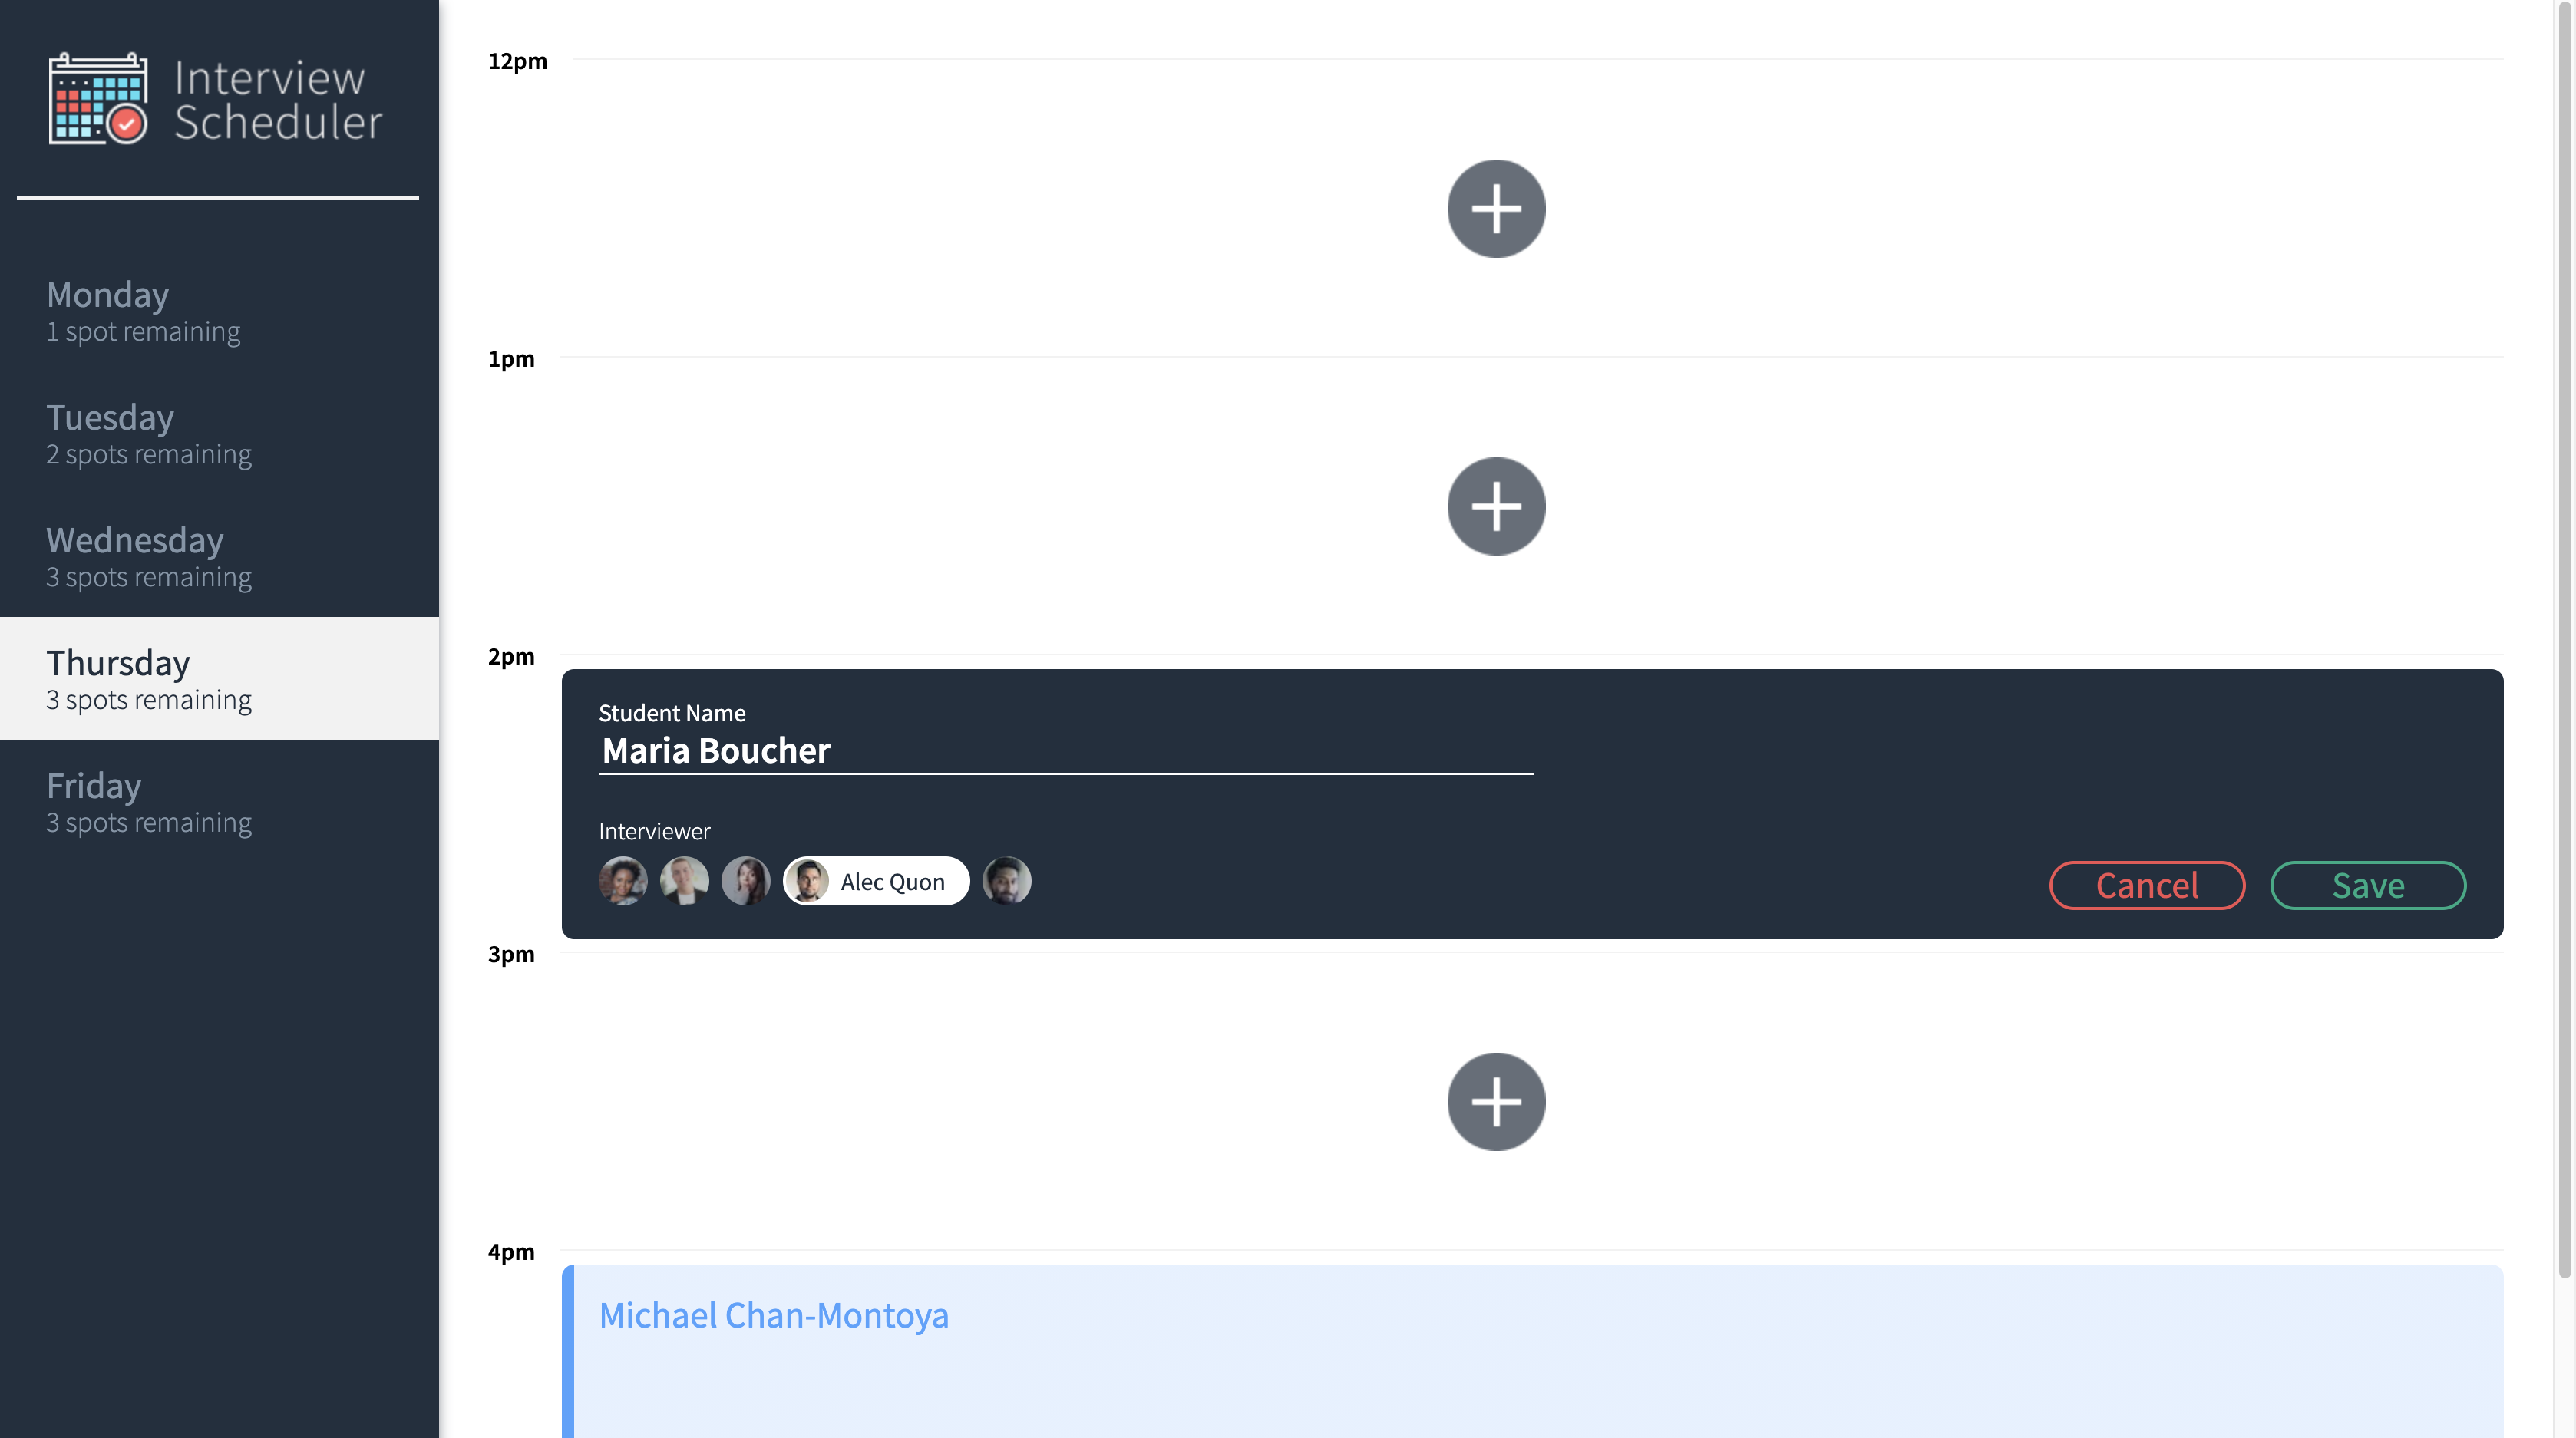 Interview
Scheduler
Monday
1 spot remaining
Tuesday
2 spots remaining
Wednesday
3 spots remaining
Thursday
3 spots remaining
Friday
3 spots remaining
12pm
1pm
2pm
Student Name
Maria Boucher
Interviewer
Alec Quon
Cancel
Save
3pm
4pm
Michael Chan-Montoya